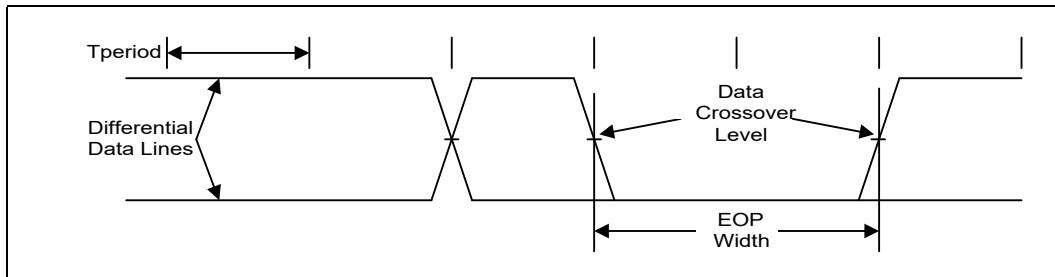 Tperiod
Differential
Data Lines
Data
Crossover
Level
EOP
Width